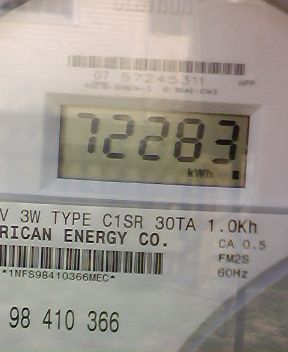 CENTRON
07 57245311
72283
kWh
V 3W TYPE C1SR 30TA 1.0Kh
RICAN ENERGY CO.
CA 0.5
FM2S
*1NFS98410366MEC*
60Hz
98 410 366